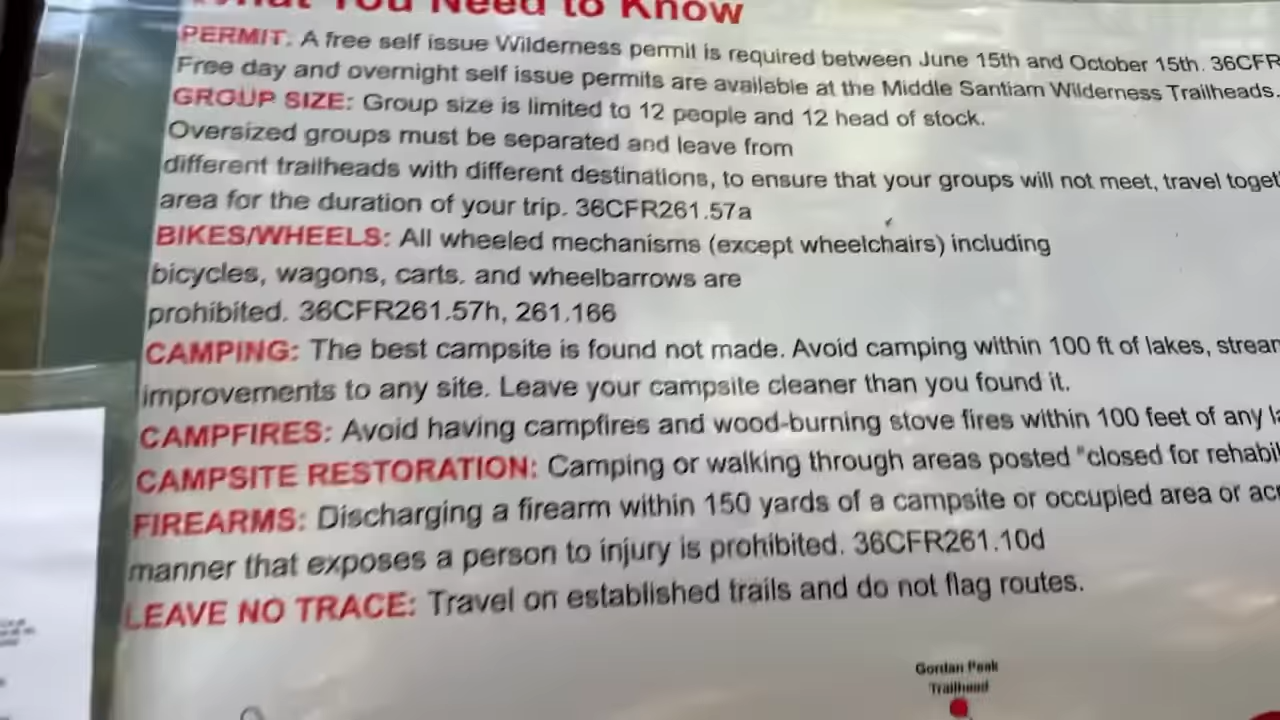 What You Need to Know
PERMIT. A free self issue Wilderness permit is required between June 15th and October 15th. 36CFR
Free day and overnight self issue permits are available at the Middle Santiam Wilderness Trailheads.
GROUP SIZE: Group size is limited to 12 people and 12 head of stock.
Oversized groups must be separated and leave from
different trailheads with different destinations, to ensure that your groups will not meet, travel toget
area for the duration of your trip. 36CFR261.57a
BIKES/WHEELS: All wheeled mechanisms (except wheelchairs) including
bicycles, wagons, carts. and wheelbarrows are
prohibited. 36CFR261.57h, 261.166
CAMPING: The best campsite is found not made. Avoid camping within 100 ft of lakes, strear
improvements to any site. Leave your campsite cleaner than you found it.
CAMPFIRES: Avoid having campfires and wood-burning stove fires within 100 feet of any la
CAMPSITE RESTORATION: Camping or walking through areas posted "closed for rehabil
FIREARMS: Discharging a firearm within 150 yards of a campsite or occupied area or acr
manner that exposes a person to injury is prohibited. 36CFR261.10d
LEAVE NO TRACE: Travel on established trails and do not flag routes.
Gordan Peak
Trailhead